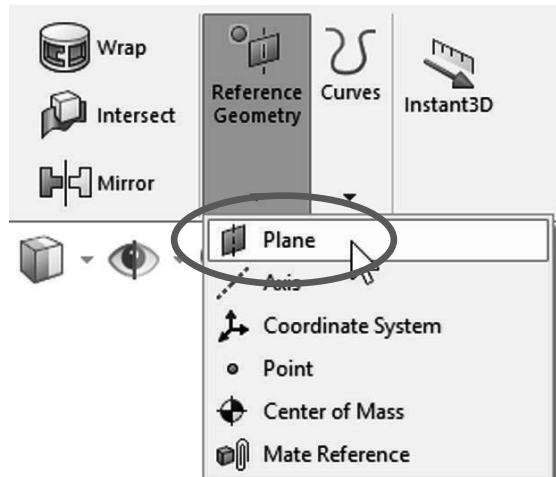 Wrap
Intersect
Mirror
Reference
Geometry
Curves
Instant3D
Plane
Axis
Coordinate System
Point
Center of Mass
Mate Reference